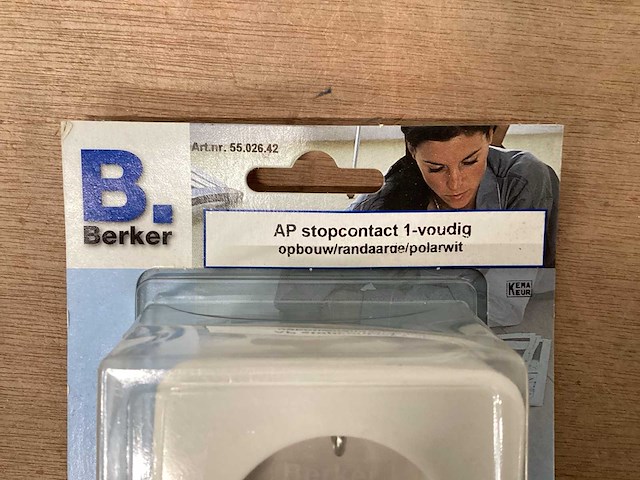 Art.nr. 55.026.42
B.
Berker
AP stopcontact 1-voudig
opbouw/randaarde/polarwit
KEMA
KEUR